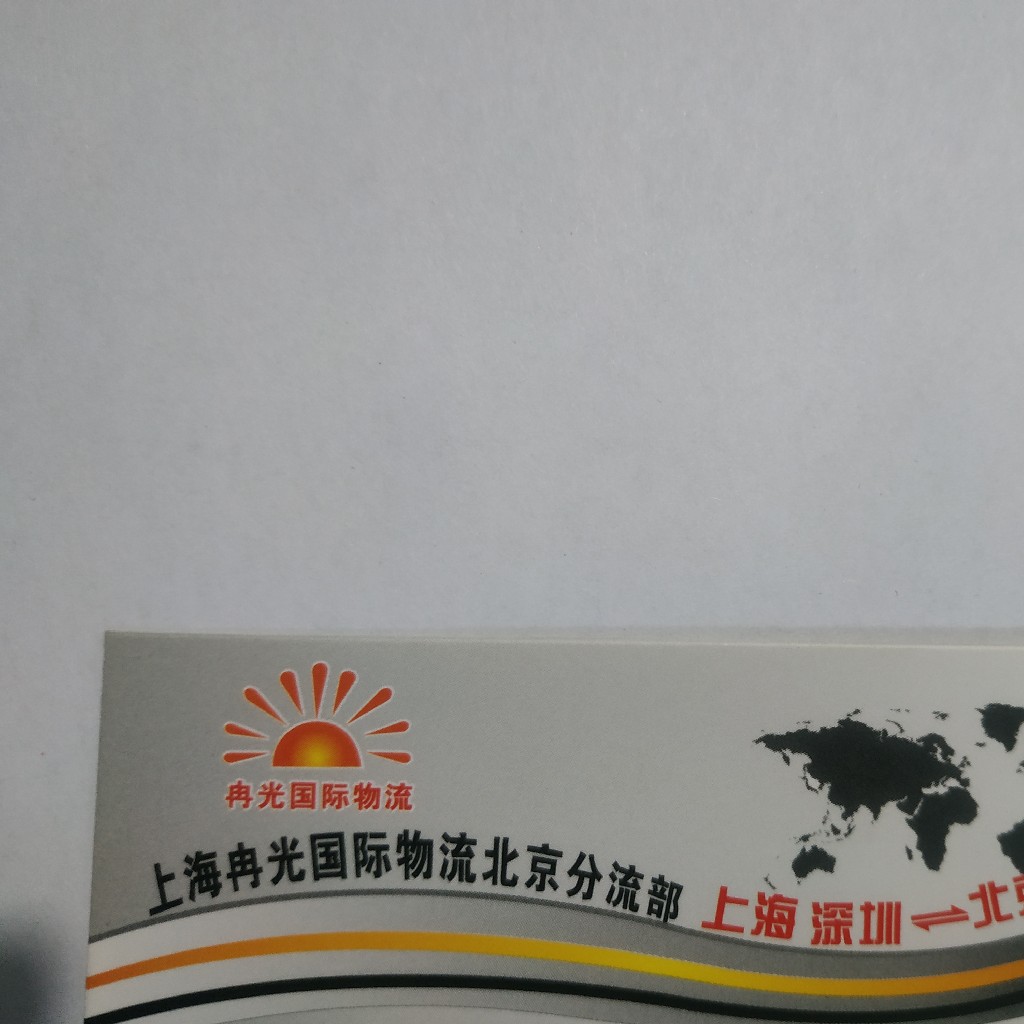 冉光国际物流
上海冉光国际物流北京分流部
上海 深圳⇌北